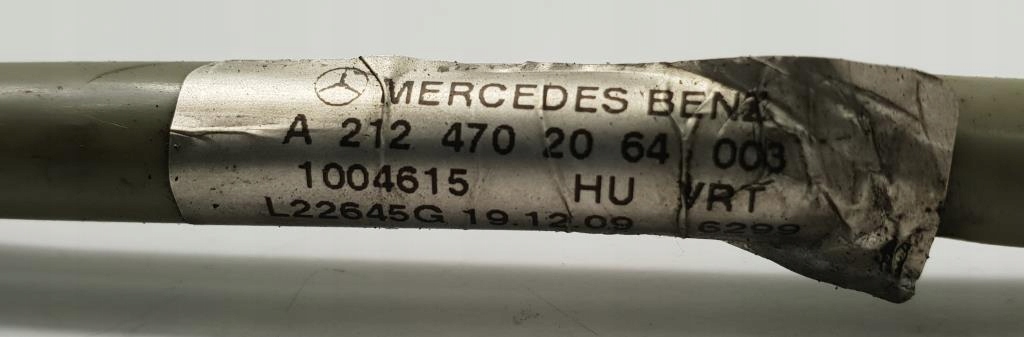 MERCEDES BENZ
A 212 470 20 64 003
1004615 HU VRT
L22645G 19.12.09 6299